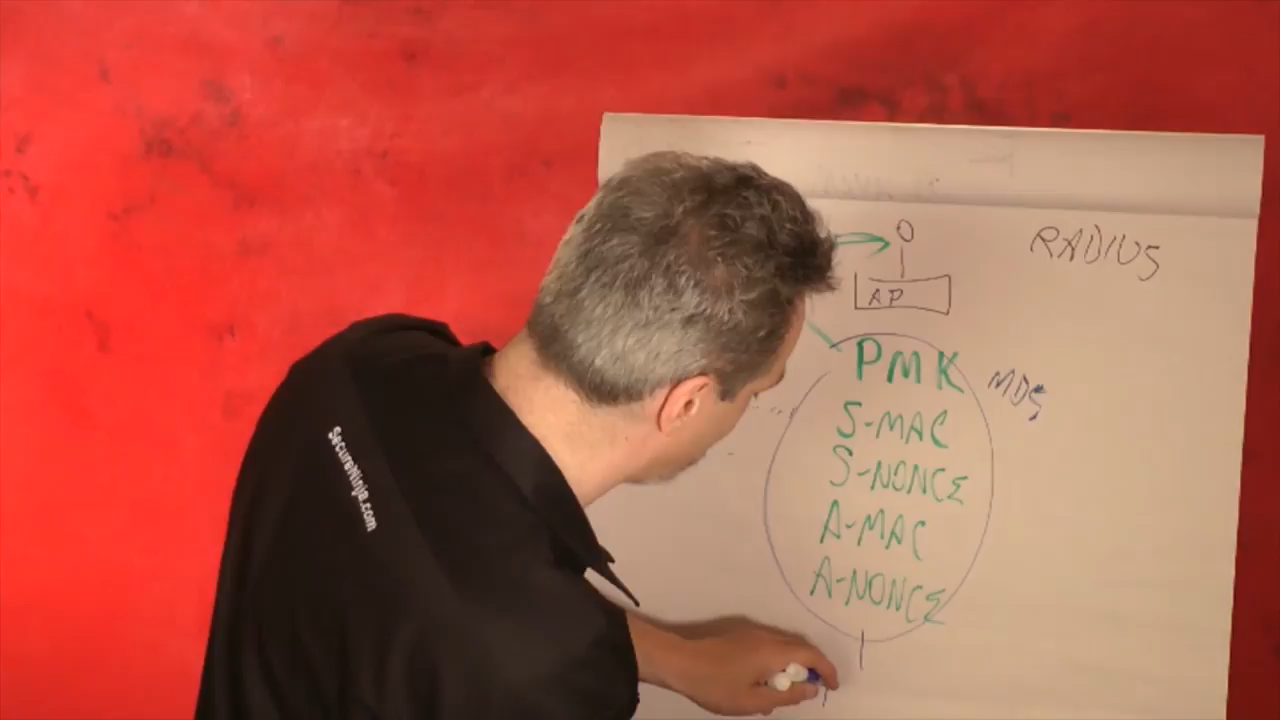 RADIUS
AP
PMK
MD5
S-MAC
S-NONCE
A-MAC
A-NONCE
SecureNinja.com